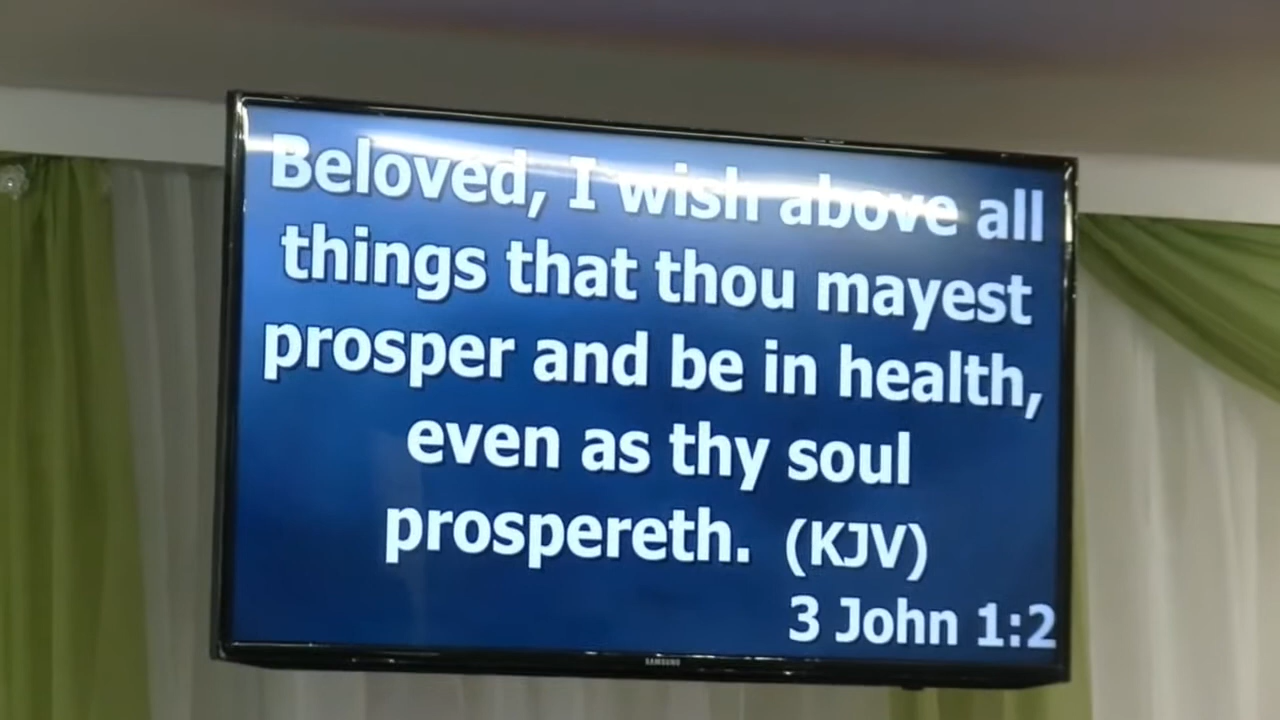 Beloved, I wish above all
things that thou mayest
prosper and be in health,
even as thy soul
prospereth. (KJV)
3 John 1:2
SAMSUNG